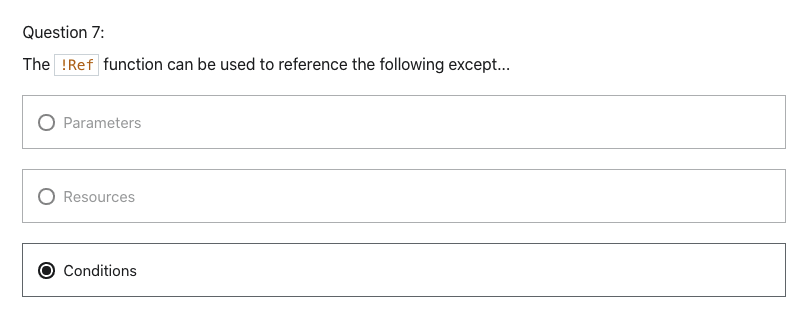 Question 7:
The !Ref function can be used to reference the following except...
Parameters
Resources
Conditions